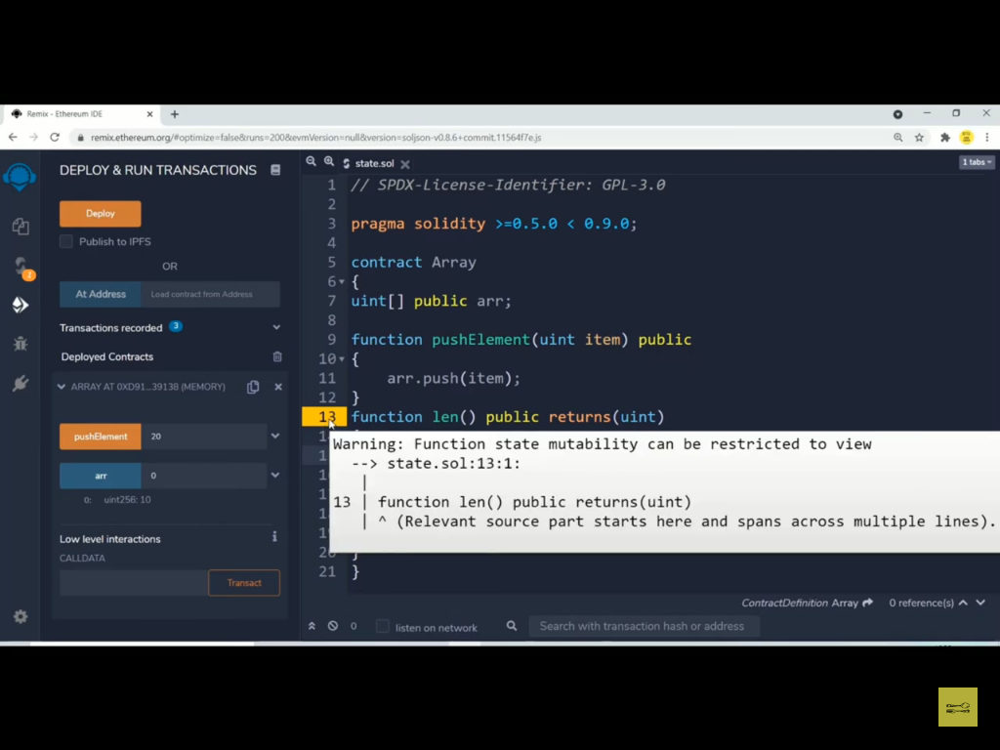 Remix - Ethereum IDE
remix.ethereum.org/#optimize=false&runs=200&evmVersion=null&version=soljson-v0.8.6+commit.11564f7e.js
DEPLOY & RUN TRANSACTIONS
Deploy
Publish to IPFS
OR
At Address Load contract from Address
Transactions recorded 3
Deployed Contracts
ARRAY AT 0XD91...39138 (MEMORY)
pushElement 20
arr 0
0: uint256: 10
Low level interactions i
CALLDATA
Transact
state.sol
1 tabs
1 // SPDX-License-Identifier: GPL-3.0
2
3 pragma solidity >=0.5.0 < 0.9.0;
4
5 contract Array
6 {
7 uint[] public arr;
8
9 function pushElement(uint item) public
10 {
11 arr.push(item);
12 }
13 function len() public returns(uint)
Warning: Function state mutability can be restricted to view
--> state.sol:13:1:
|
13 | function len() public returns(uint)
| ^ (Relevant source part starts here and spans across multiple lines).
20 }
21 }
ContractDefinition Array 0 reference(s)
0 listen on network Search with transaction hash or address